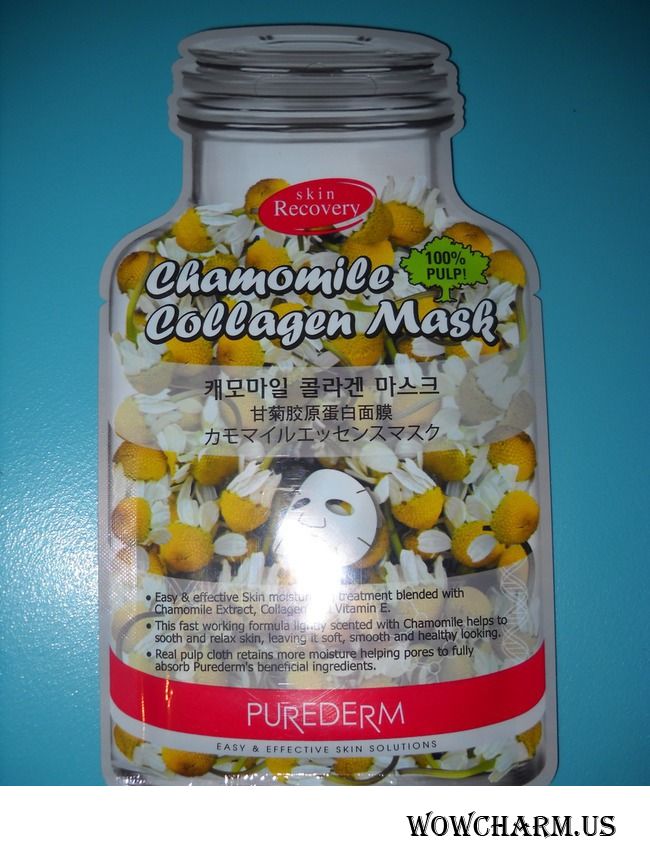 skin
Recovery
100%
PULP!
Chamomile
Collagen Mask
캐모마일 콜라겐 마스크
甘菊胶原蛋白面膜
カモマイルエッセンスマスク
• Easy & effective Skin treatment blended with
Chamomile Extract, Collagen Vitamin E.
• This fast working formula lightly scented with Chamomile helps to
sooth and relax skin, leaving it soft, smooth and healthy looking.
• Real pulp cloth retains more moisture helping pores to fully
absorb Purederm's beneficial ingredients.
PUREDERM
EASY & EFFECTIVE SKIN SOLUTIONS
WOWCHARM.US